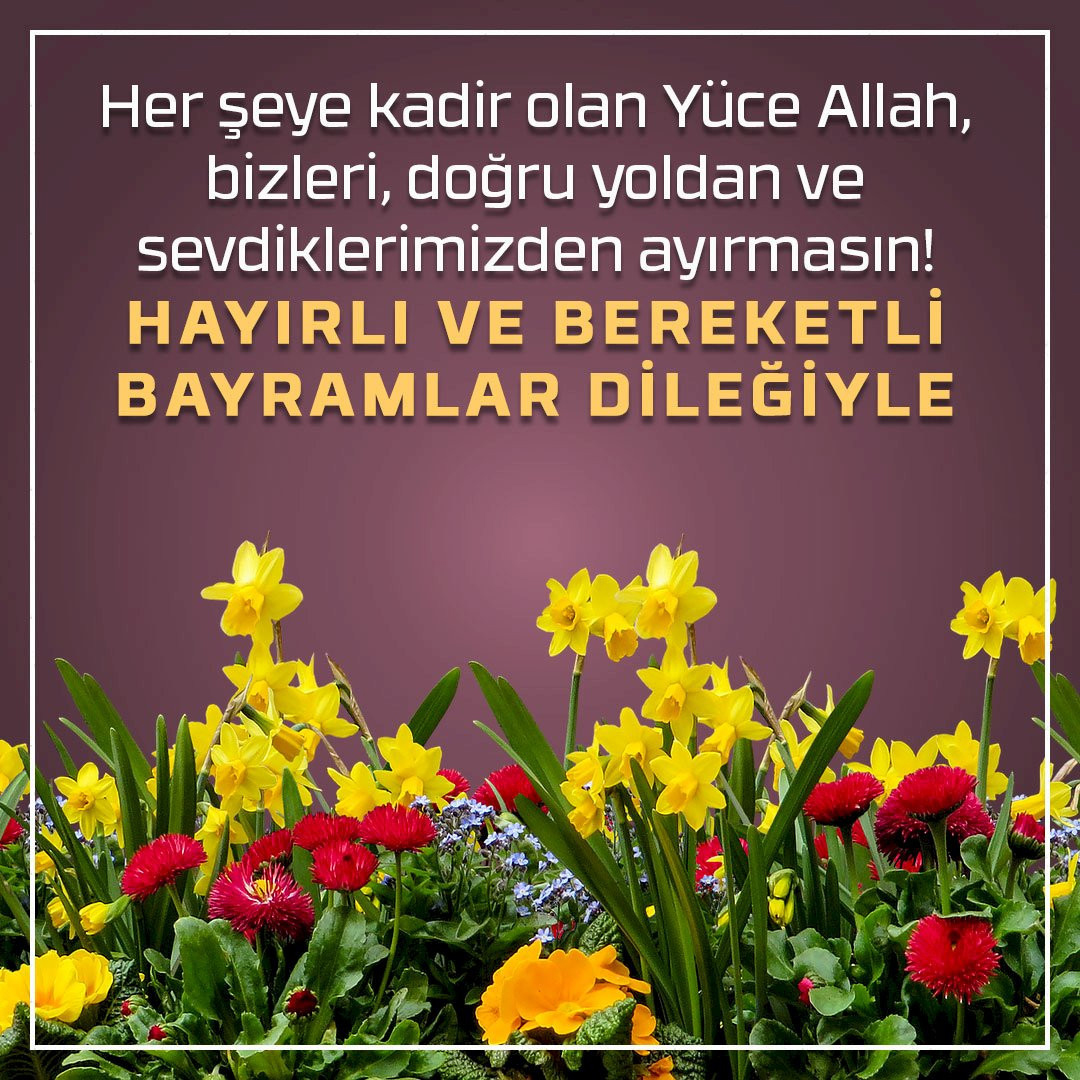 Her şeye kadir olan Yüce Allah,
bizleri, doğru yoldan ve
sevdiklerimizden ayırmasın!
HAYIRLI VE BEREKETLİ
BAYRAMLAR DİLEĞİYLE